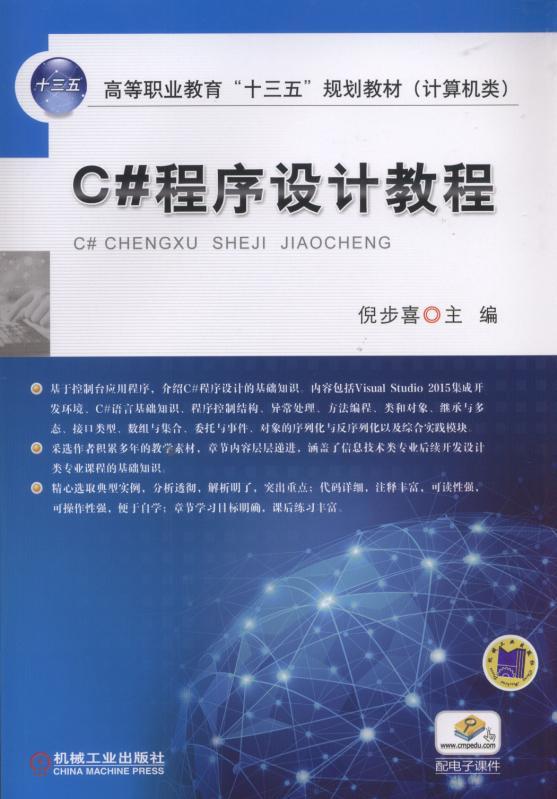 十三五
高等职业教育“十三五”规划教材（计算机类）
C#程序设计教程
C# CHENGXU SHEJI JIAOCHENG
倪步喜◎主 编
基于控制台应用程序，介绍C#程序设计的基础知识。内容包括Visual Studio 2015集成开
发环境、C#语言基础知识、程序控制结构、异常处理、方法编程、类和对象、继承与多
态、接口类型、数组与集合、委托与事件、对象的序列化与反序列化以及综合实践模块。
采选作者积累多年的教学素材，章节内容层层递进，涵盖了信息技术类专业后续开发设计
类专业课程的基础知识。
精心选取典型实例，分析透彻，解析明了，突出重点；代码详细，注释丰富，可读性强，
可操作性强，便于自学；章节学习目标明确，课后练习丰富。
www.cmpedu.com
配电子课件
机械工业出版社
CHINA MACHINE PRESS